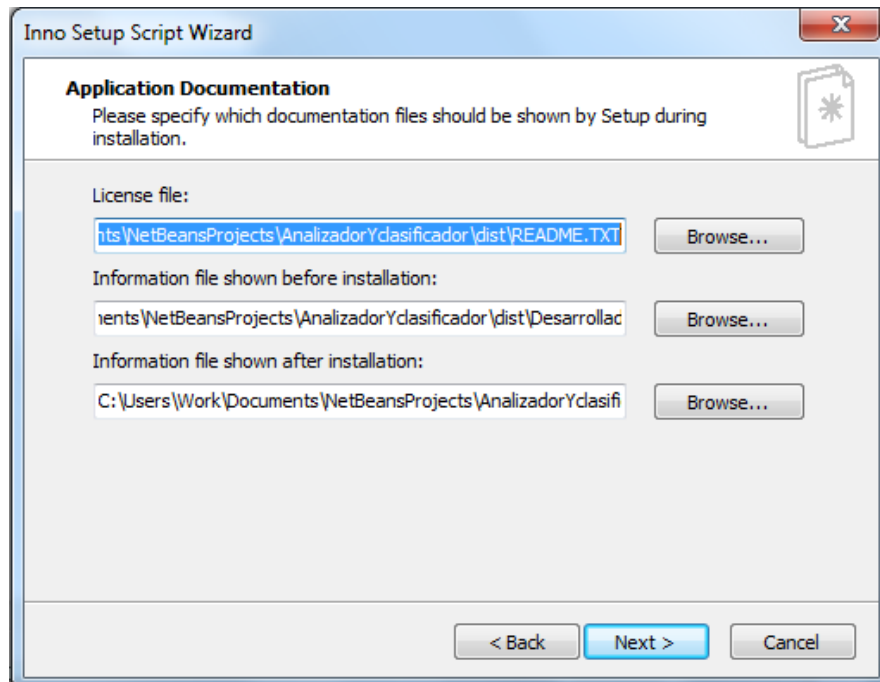 Inno Setup Script Wizard
Application Documentation
Please specify which documentation files should be shown by Setup during
installation.
License file:
nts\NetBeansProjects\AnalizadorYclasificador\dist\README.TXT
Browse...
Information file shown before installation:
ents\NetBeansProjects\AnalizadorYclasificador\dist\Desarrollad
Browse...
Information file shown after installation:
C:\Users\Work\Documents\NetBeansProjects\AnalizadorYclasifi
Browse...
< Back
Next >
Cancel